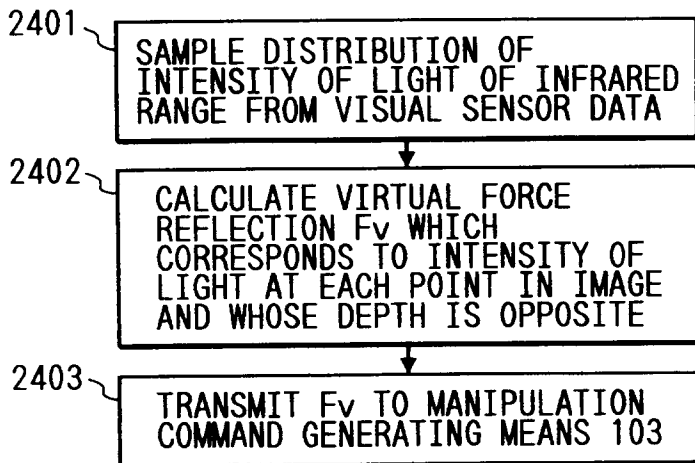 2401
SAMPLE DISTRIBUTION OF
INTENSITY OF LIGHT OF INFRARED
RANGE FROM VISUAL SENSOR DATA
2402
CALCULATE VIRTUAL FORCE
REFLECTION Fv WHICH
CORRESPONDS TO INTENSITY OF
LIGHT AT EACH POINT IN IMAGE
AND WHOSE DEPTH IS OPPOSITE
2403
TRANSMIT Fv TO MANIPULATION
COMMAND GENERATING MEANS 103